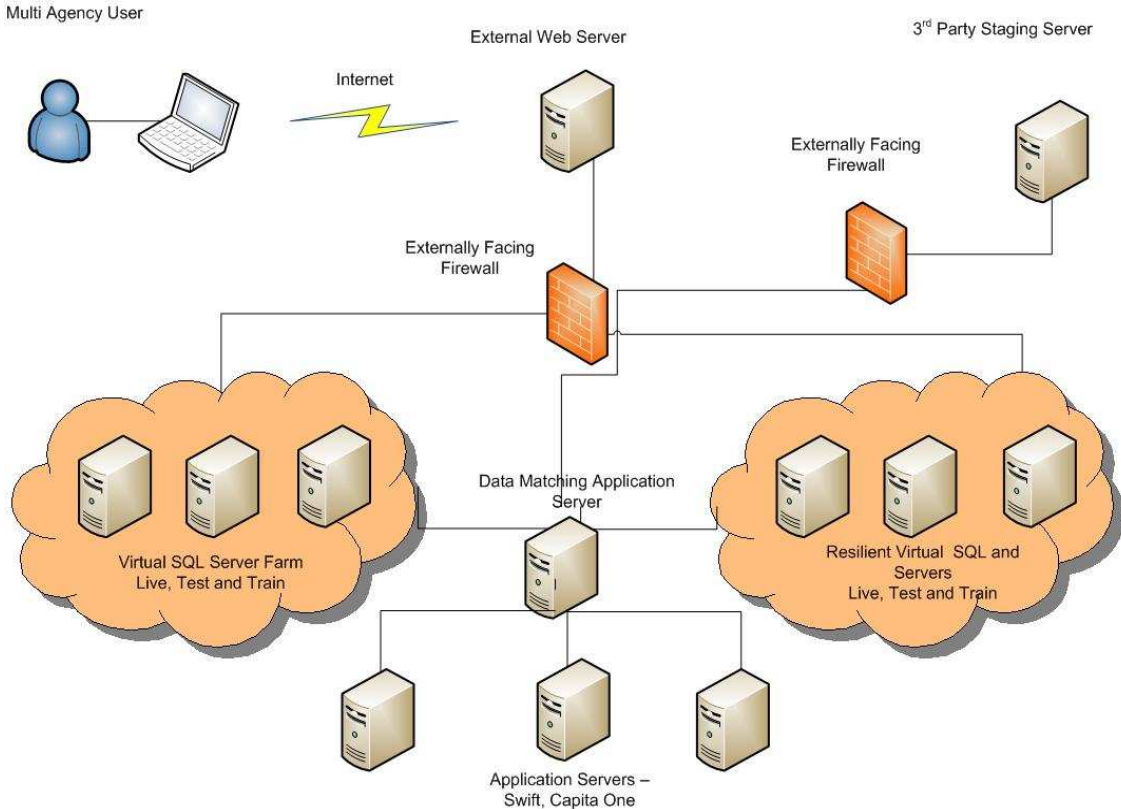 Multi Agency User
External Web Server
3rd Party Staging Server
Internet
Externally Facing
Firewall
Externally Facing
Firewall
Data Matching Application
Server
Virtual SQL Server Farm
Live, Test and Train
Resilient Virtual SQL and
Servers
Live, Test and Train
Application Servers –
Swift, Capita One